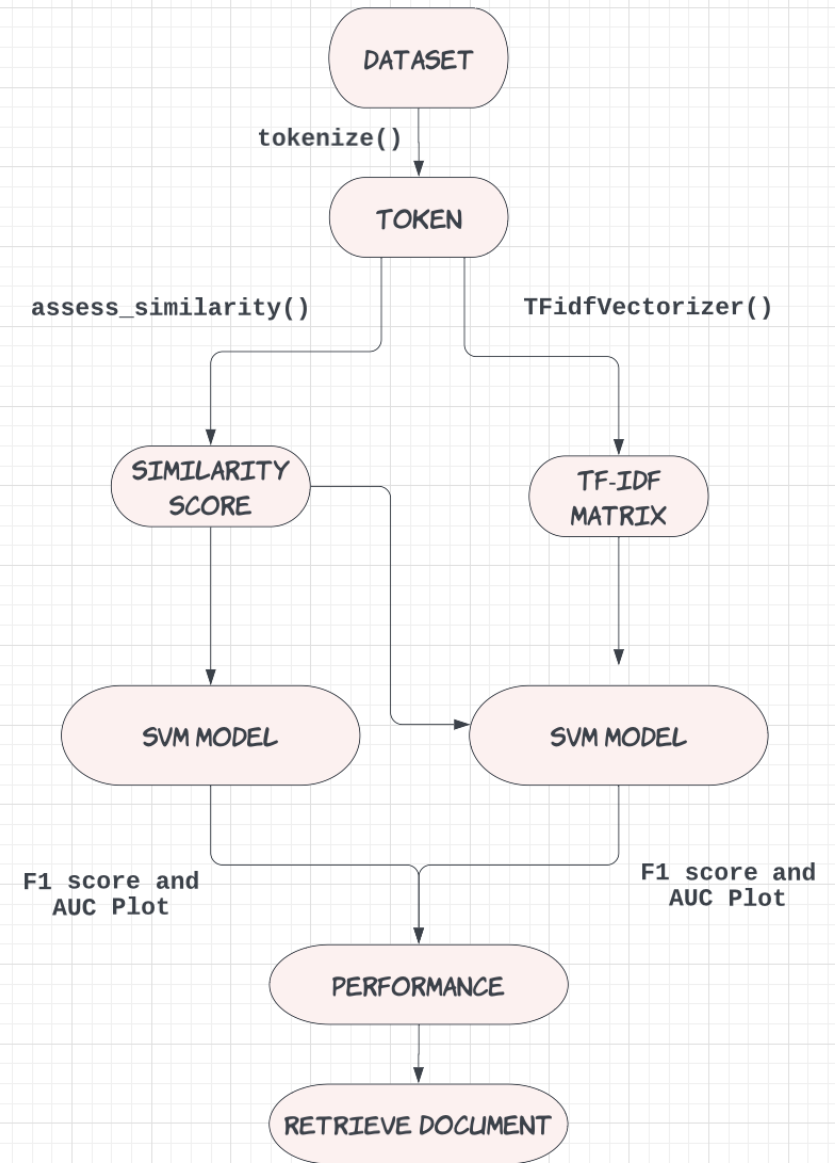 DATASET
tokenize()
TOKEN
assess_similarity()
TFidfVectorizer()
SIMILARITY
SCORE
TF-IDF
MATRIX
SVM MODEL
SVM MODEL
F1 score and
AUC Plot
F1 score and
AUC Plot
PERFORMANCE
RETRIEVE DOCUMENT